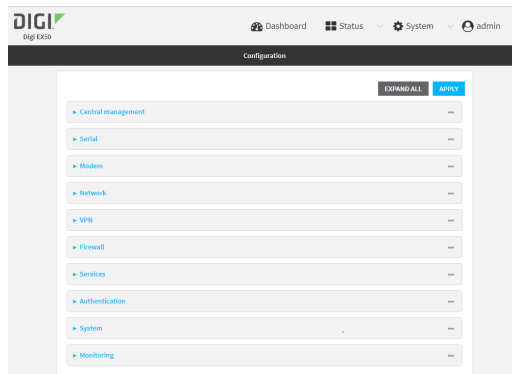 DIGI
Digi EX50
Dashboard Status System admin
Configuration
EXPAND ALL APPLY
Central management
Serial
Modem
Network
VPN
Firewall
Services
Authentication
System
Monitoring